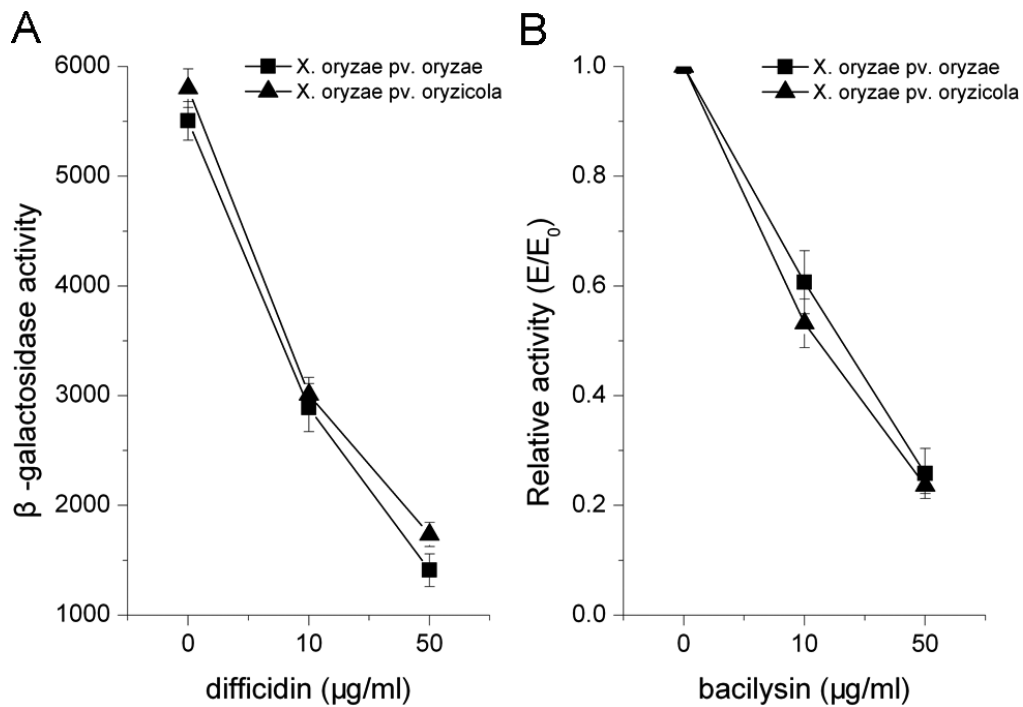 A
X. oryzae pv. oryzae
X. oryzae pv. oryzicola
6000
5000
4000
3000
2000
1000
β -galactosidase activity
0
10
50
difficidin (μg/ml)
B
X. oryzae pv. oryzae
X. oryzae pv. oryzicola
1.0
0.8
0.6
0.4
0.2
0.0
Relative activity (E/E₀)
0
10
50
bacilysin (μg/ml)